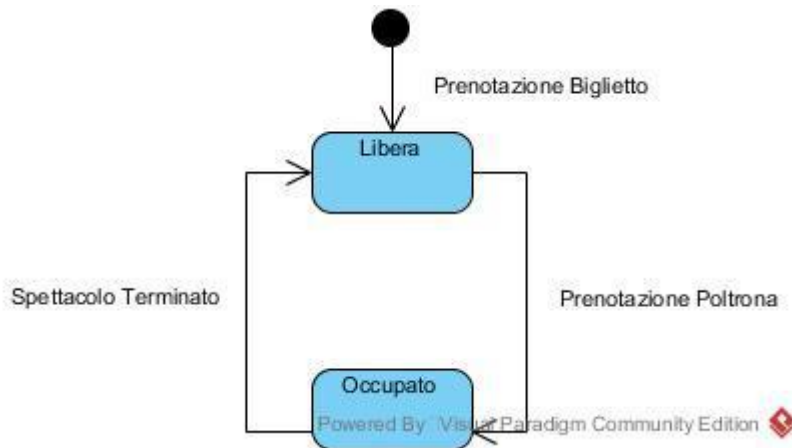 Prenotazione Biglietto
Libera
Spettacolo Terminato
Prenotazione Poltrona
Occupato
Powered By Visual Paradigm Community Edition